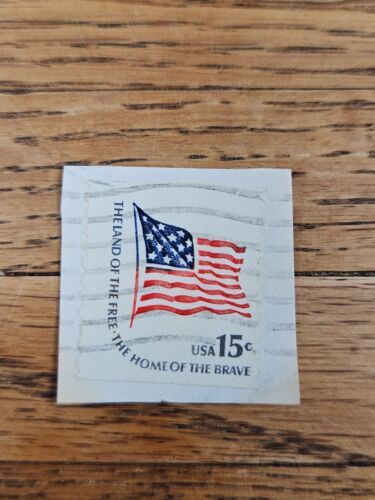 THE LAND OF THE FREE · THE HOME OF THE BRAVE
USA 15c